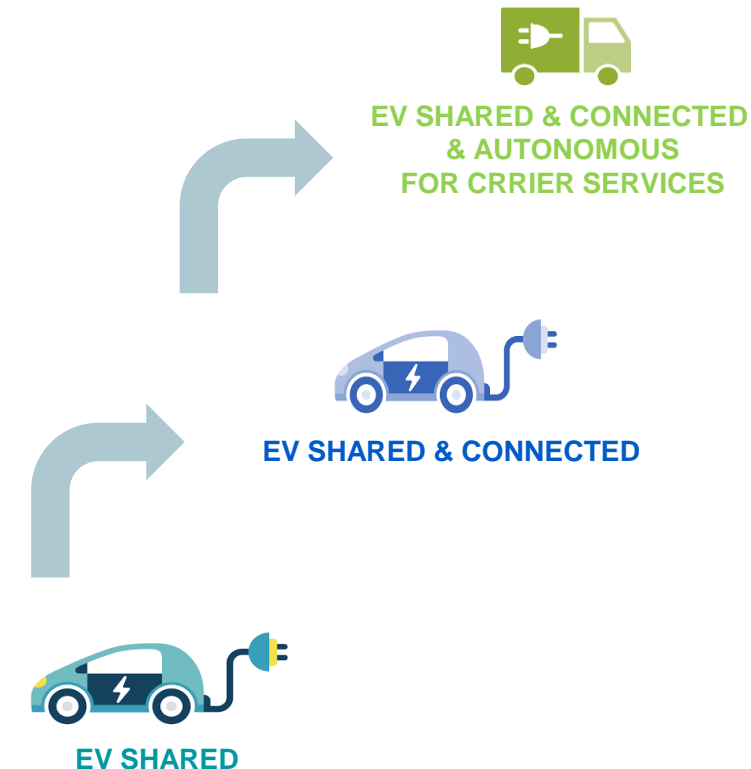 EV SHARED & CONNECTED
& AUTONOMOUS
FOR CRRIER SERVICES
EV SHARED & CONNECTED
EV SHARED